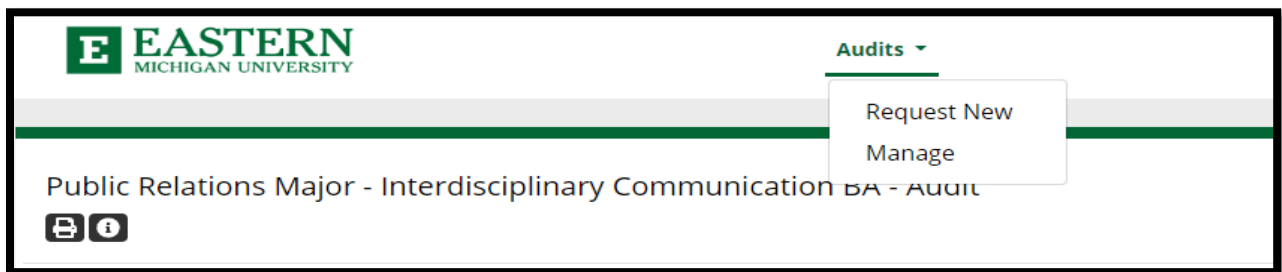 E EASTERN
MICHIGAN UNIVERSITY
Audits
Request New
Manage
Public Relations Major - Interdisciplinary Communication BA - Audit